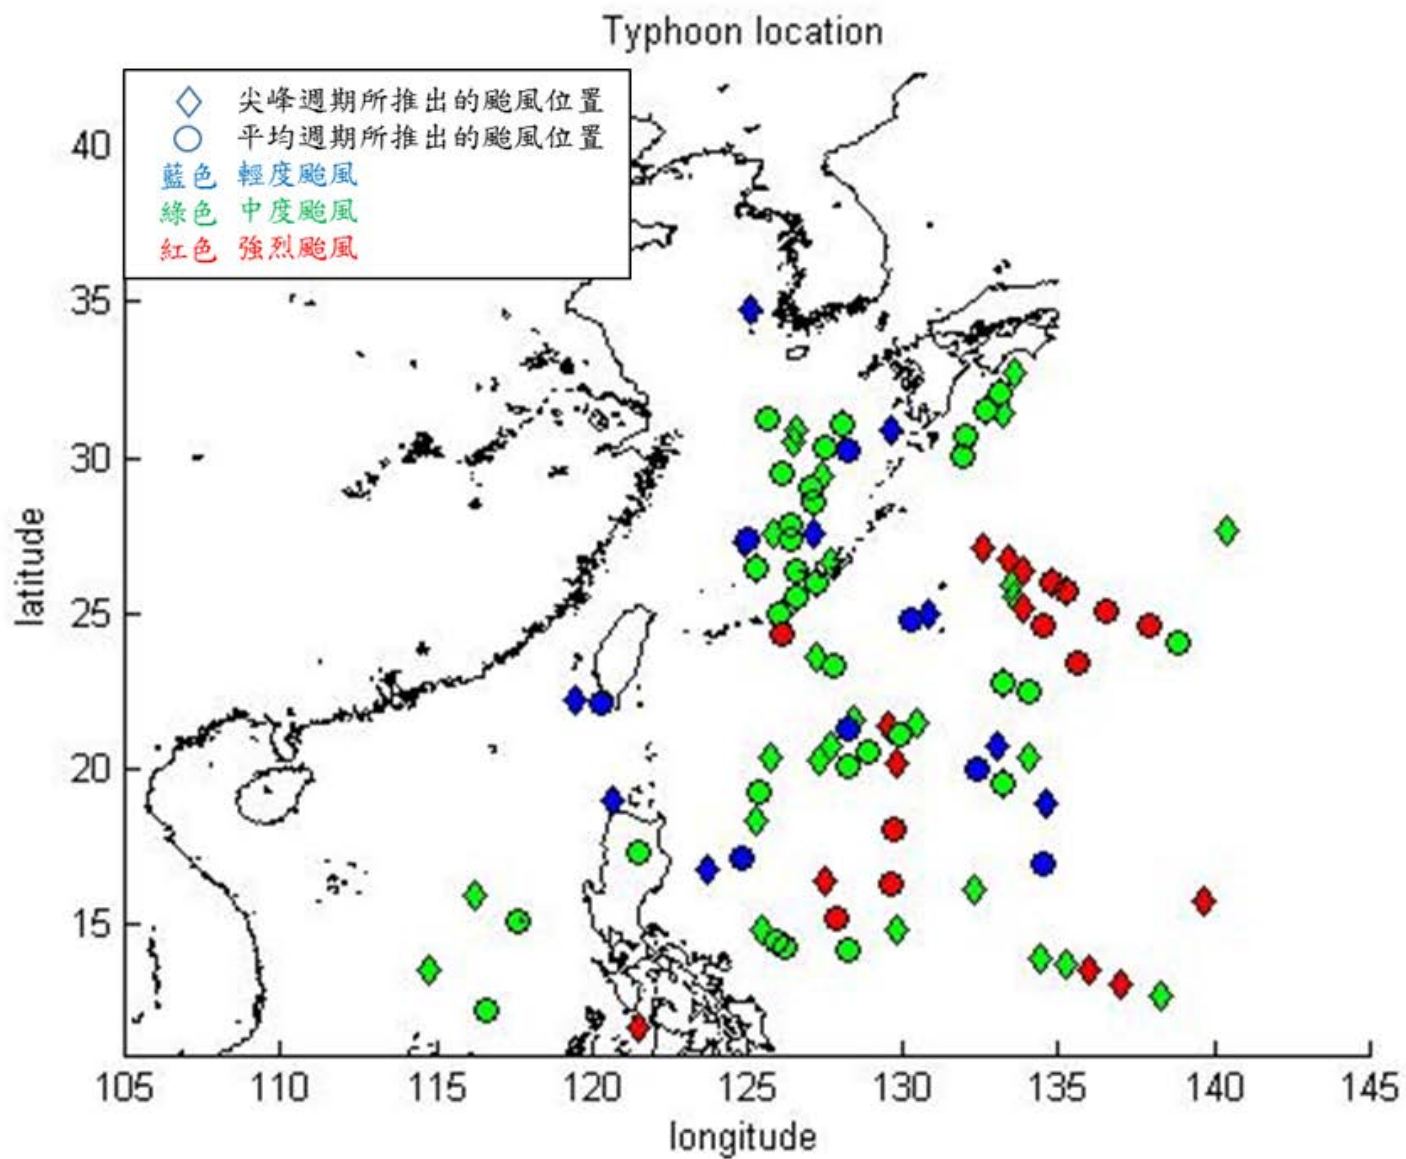 Typhoon location
尖峰週期所推出的颱風位置
平均週期所推出的颱風位置
藍色 輕度颱風
綠色 中度颱風
紅色 強烈颱風
40
35
30
25
20
15
latitude
105 110 115 120 125 130 135 140 145
longitude